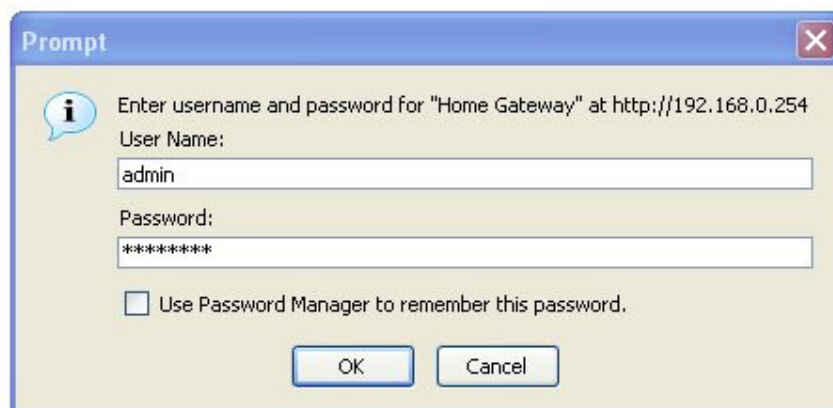 Prompt
Enter username and password for "Home Gateway" at http://192.168.0.254
User Name:
admin
Password:
********
Use Password Manager to remember this password.
OK
Cancel